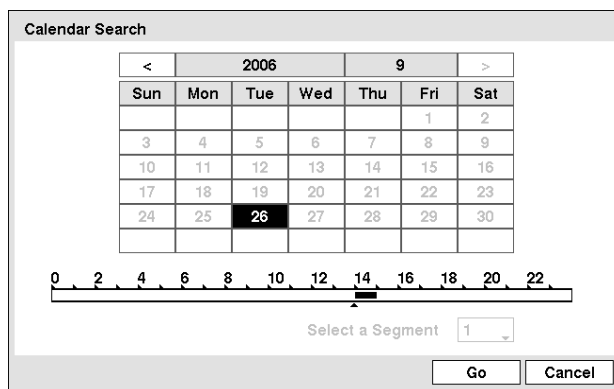 Calendar Search
< 2006 9 >
Sun Mon Tue Wed Thu Fri Sat
1 2
3 4 5 6 7 8 9
10 11 12 13 14 15 16
17 18 19 20 21 22 23
24 25 26 27 28 29 30
0 2 4 6 8 10 12 14 16 18 20 22
Select a Segment 1
Go Cancel